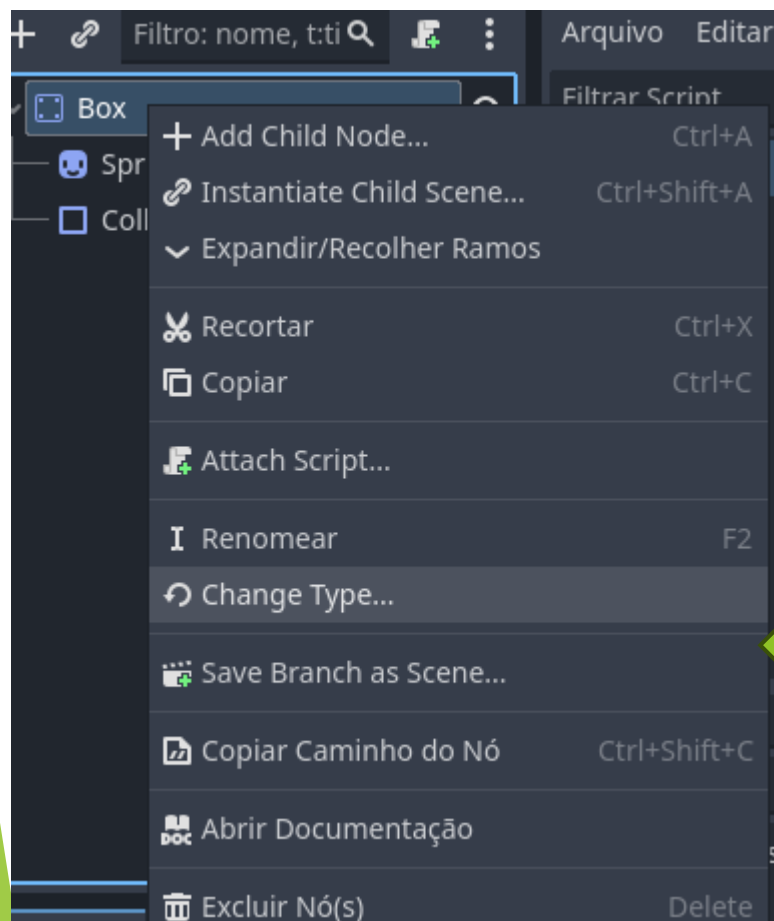 Filtro: nome, t:ti
Arquivo Editar
Filtrar Script
Box
Add Child Node... Ctrl+A
Spr
Instantiate Child Scene... Ctrl+Shift+A
Coll
Expandir/Recolher Ramos
Recortar Ctrl+X
Copiar Ctrl+C
Attach Script...
Renomear F2
Change Type...
Save Branch as Scene...
Copiar Caminho do Nó Ctrl+Shift+C
DOC Abrir Documentação
Excluir Nó(s) Delete